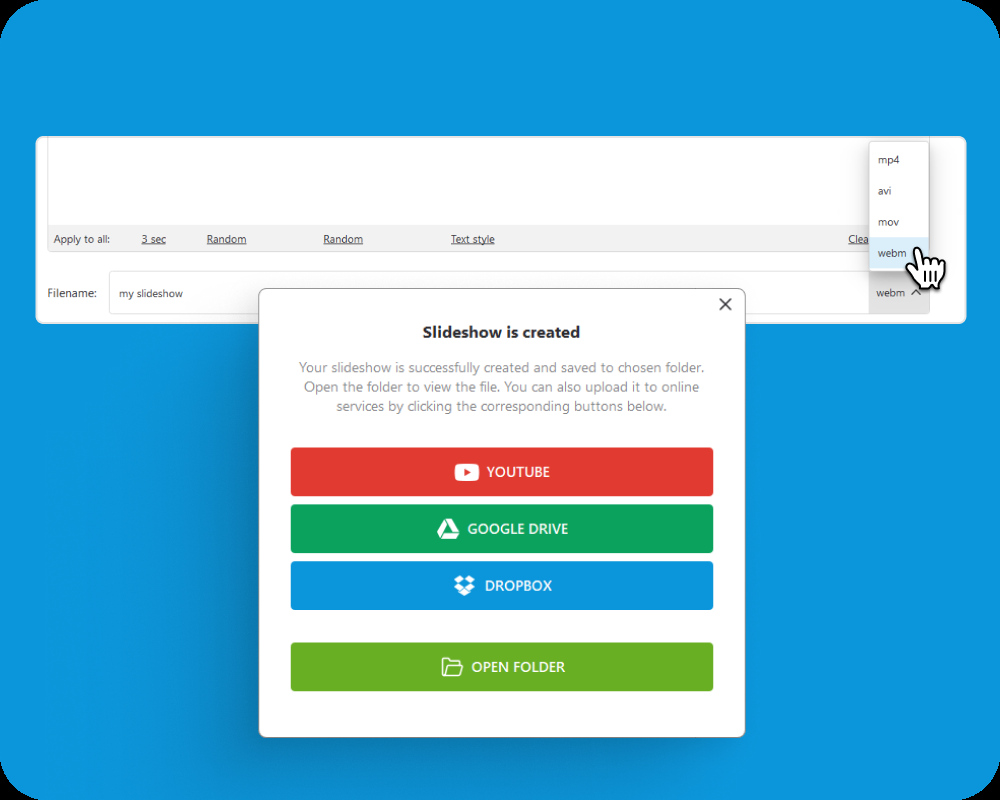 mp4
avi
mov
webm
Apply to all: 3 sec Random Random Text style Clea
Filename: my slideshow webm
Slideshow is created
Your slideshow is successfully created and saved to chosen folder.
Open the folder to view the file. You can also upload it to online
services by clicking the corresponding buttons below.
YOUTUBE
GOOGLE DRIVE
DROPBOX
OPEN FOLDER